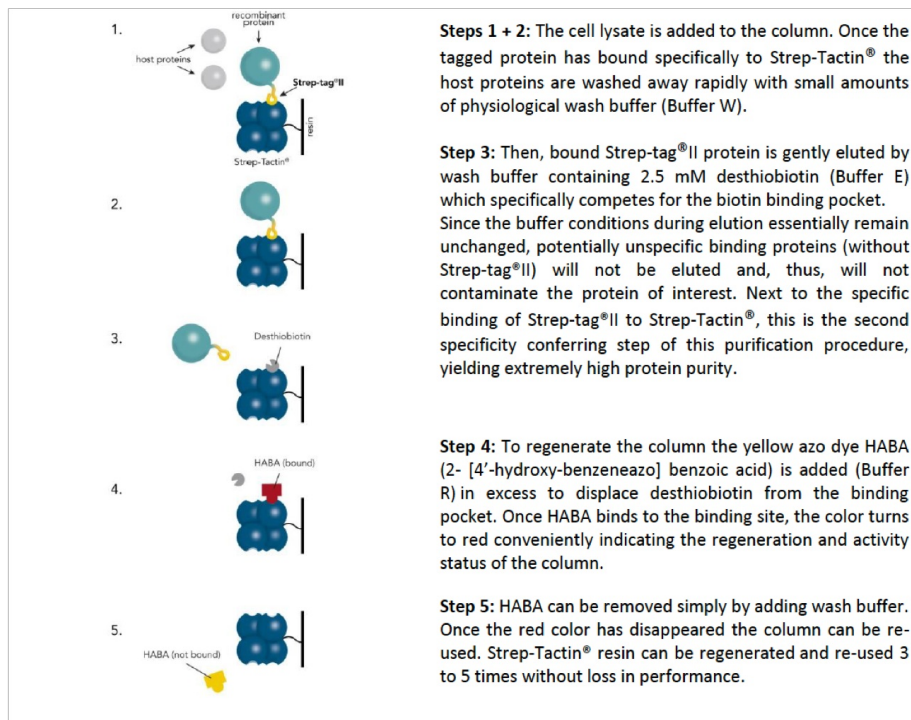 1.
recombinant
protein
host proteins
Strep-tag®II
resin
Strep-Tactin®
Steps 1 + 2: The cell lysate is added to the column. Once the
tagged protein has bound specifically to Strep-Tactin® the
host proteins are washed away rapidly with small amounts
of physiological wash buffer (Buffer W).
2.
Step 3: Then, bound Strep-tag®II protein is gently eluted by
wash buffer containing 2.5 mM desthiobiotin (Buffer E)
which specifically competes for the biotin binding pocket.
Since the buffer conditions during elution essentially remain
unchanged, potentially unspecific binding proteins (without
Strep-tag®II) will not be eluted and, thus, will not
contaminate the protein of interest. Next to the specific
binding of Strep-tag®II to Strep-Tactin®, this is the second
specificity conferring step of this purification procedure,
yielding extremely high protein purity.
3.
Desthiobiotin
4.
HABA (bound)
Step 4: To regenerate the column the yellow azo dye HABA
(2- [4’-hydroxy-benzeneazo] benzoic acid) is added (Buffer
R) in excess to displace desthiobiotin from the binding
pocket. Once HABA binds to the binding site, the color turns
to red conveniently indicating the regeneration and activity
status of the column.
5.
HABA (not bound)
Step 5: HABA can be removed simply by adding wash buffer.
Once the red color has disappeared the column can be re-
used. Strep-Tactin® resin can be regenerated and re-used 3
to 5 times without loss in performance.